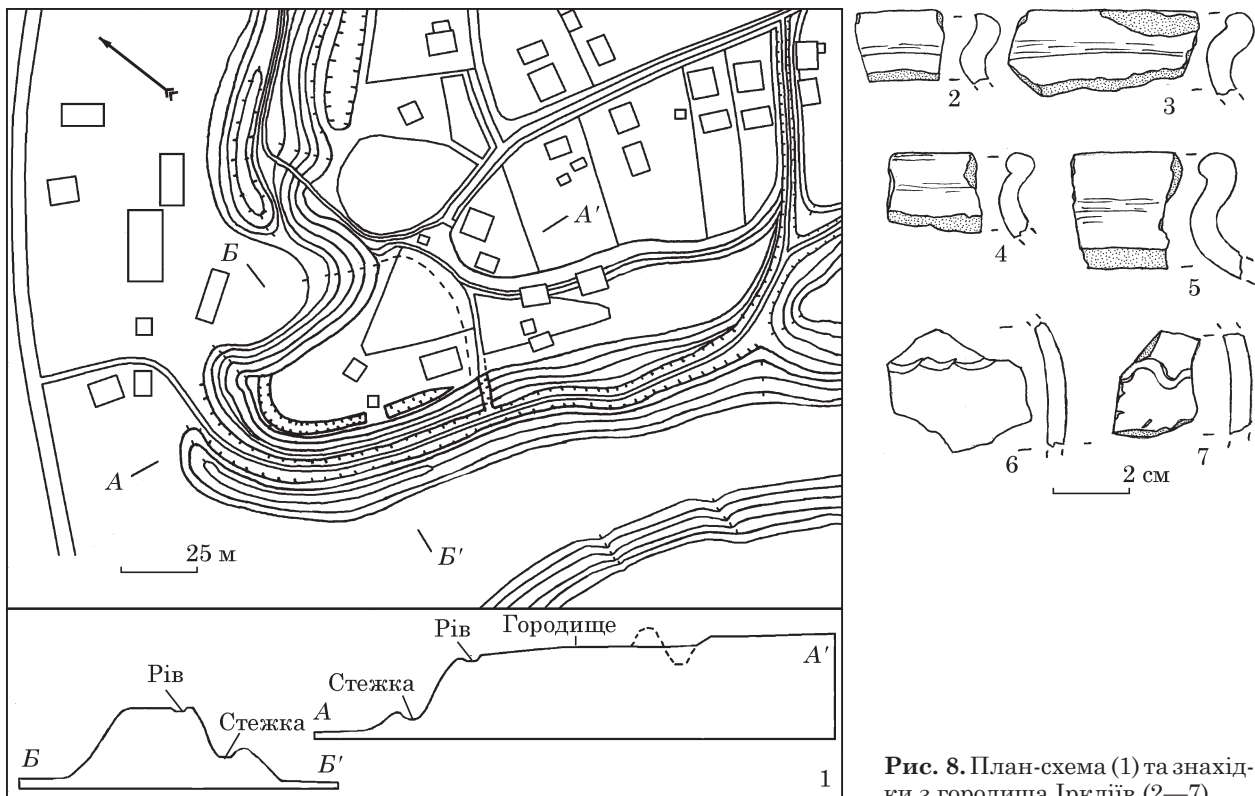 А'
Б
А
Б'
25 м
Рів
Городище
А'
Рів
Стежка
А
Стежка
Б
Б'
1
2
3
4
5
6
7
2 см
Рис. 8. План-схема (1) та знахід-
ки з городища Іркліїв (2—7)